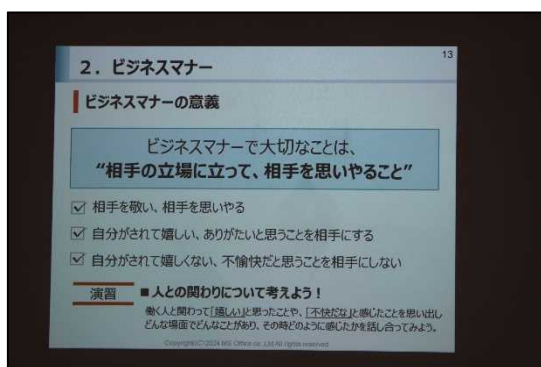 13
2．ビジネスマナー
ビジネスマナーの意義
ビジネスマナーで大切なことは、
“相手の立場に立って、相手を思いやること”
☑ 相手を敬い、相手を思いやる
☑ 自分がされて嬉しい、ありがたいと思うことを相手にする
☑ 自分がされて嬉しくない、不愉快だと思うことを相手にしない
演習 ■人との関わりについて考えよう！
働く人と関わって「嬉しい」と思ったことや、「不快だな」と感じたことを思い出し
どんな場面でどんなことがあり、その時どのように感じたかを話し合ってみよう。
Copyright(C) 2024 MS Office co.,Ltd All rights reserved